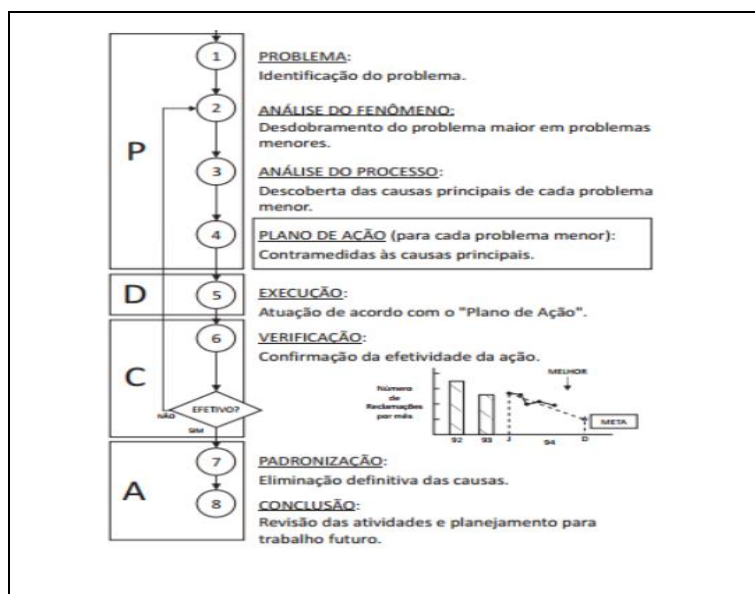 P
1
PROBLEMA:
Identificação do problema.
2
ANÁLISE DO FENÔMENO:
Desdobramento do problema maior em problemas
menores.
3
ANÁLISE DO PROCESSO:
Descoberta das causas principais de cada problema
menor.
4
PLANO DE AÇÃO (para cada problema menor):
Contramedidas às causas principais.
D
5
EXECUÇÃO:
Atuação de acordo com o "Plano de Ação".
C
6
VERIFICAÇÃO:
Confirmação da efetividade da ação.
EFETIVO?
NÃO
SIM
MELHOR
Número
de
Reclamações
por mês
META
92 93 J 94 D
A
7
PADRONIZAÇÃO:
Eliminação definitiva das causas.
8
CONCLUSÃO:
Revisão das atividades e planejamento para
trabalho futuro.